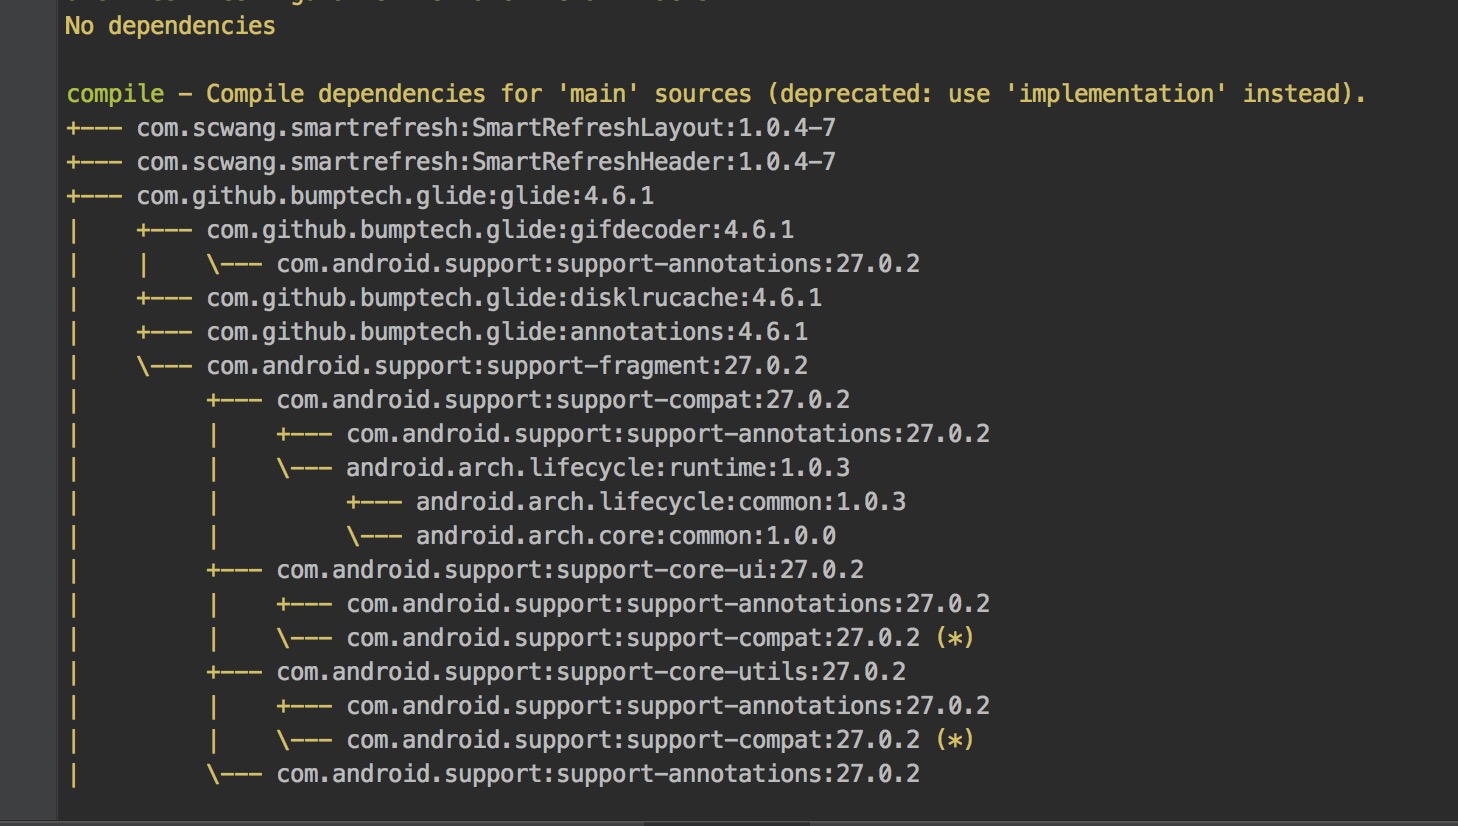 No dependencies
compile - Compile dependencies for 'main' sources (deprecated: use 'implementation' instead).
+--- com.scwang.smartrefresh:SmartRefreshLayout:1.0.4-7
+--- com.scwang.smartrefresh:SmartRefreshHeader:1.0.4-7
+--- com.github.bumptech.glide:glide:4.6.1
|    +--- com.github.bumptech.glide:gifdecoder:4.6.1
|    |    \--- com.android.support:support-annotations:27.0.2
|    +--- com.github.bumptech.glide:disklrucache:4.6.1
|    +--- com.github.bumptech.glide:annotations:4.6.1
|    \--- com.android.support:support-fragment:27.0.2
|         +--- com.android.support:support-compat:27.0.2
|         |    +--- com.android.support:support-annotations:27.0.2
|         |    \--- android.arch.lifecycle:runtime:1.0.3
|         |         +--- android.arch.lifecycle:common:1.0.3
|         |         \--- android.arch.core:common:1.0.0
|         +--- com.android.support:support-core-ui:27.0.2
|         |    +--- com.android.support:support-annotations:27.0.2
|         |    \--- com.android.support:support-compat:27.0.2 (*)
|         +--- com.android.support:support-core-utils:27.0.2
|         |    +--- com.android.support:support-annotations:27.0.2
|         |    \--- com.android.support:support-compat:27.0.2 (*)
|         \--- com.android.support:support-annotations:27.0.2